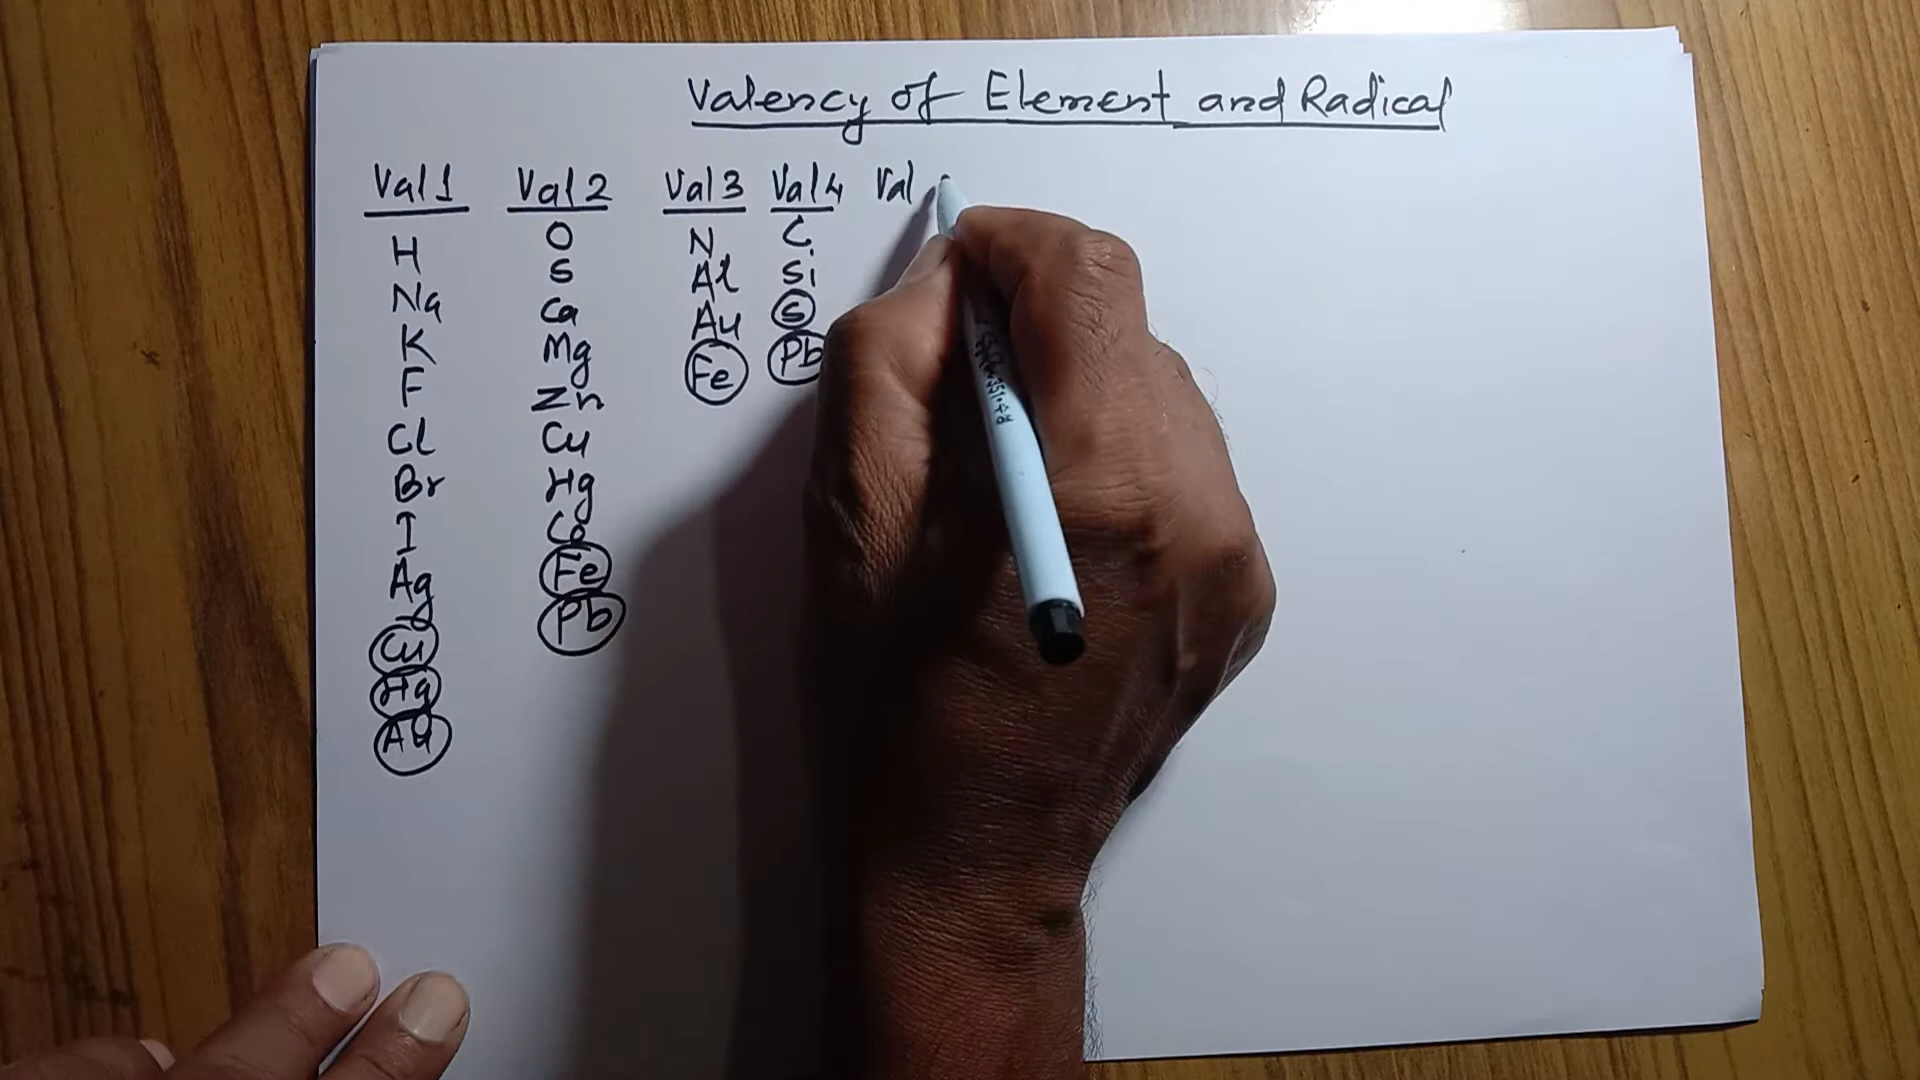 Valency of Element and Radical
Val 1 Val 2 Val 3 Val 4 Val
H O N C
Na S Al Si
K Ca Au S
F Mg Fe Pb
Cl Zn
Br Cu
I Hg
Ag Co
Cu Fe
Hg Pb
Au